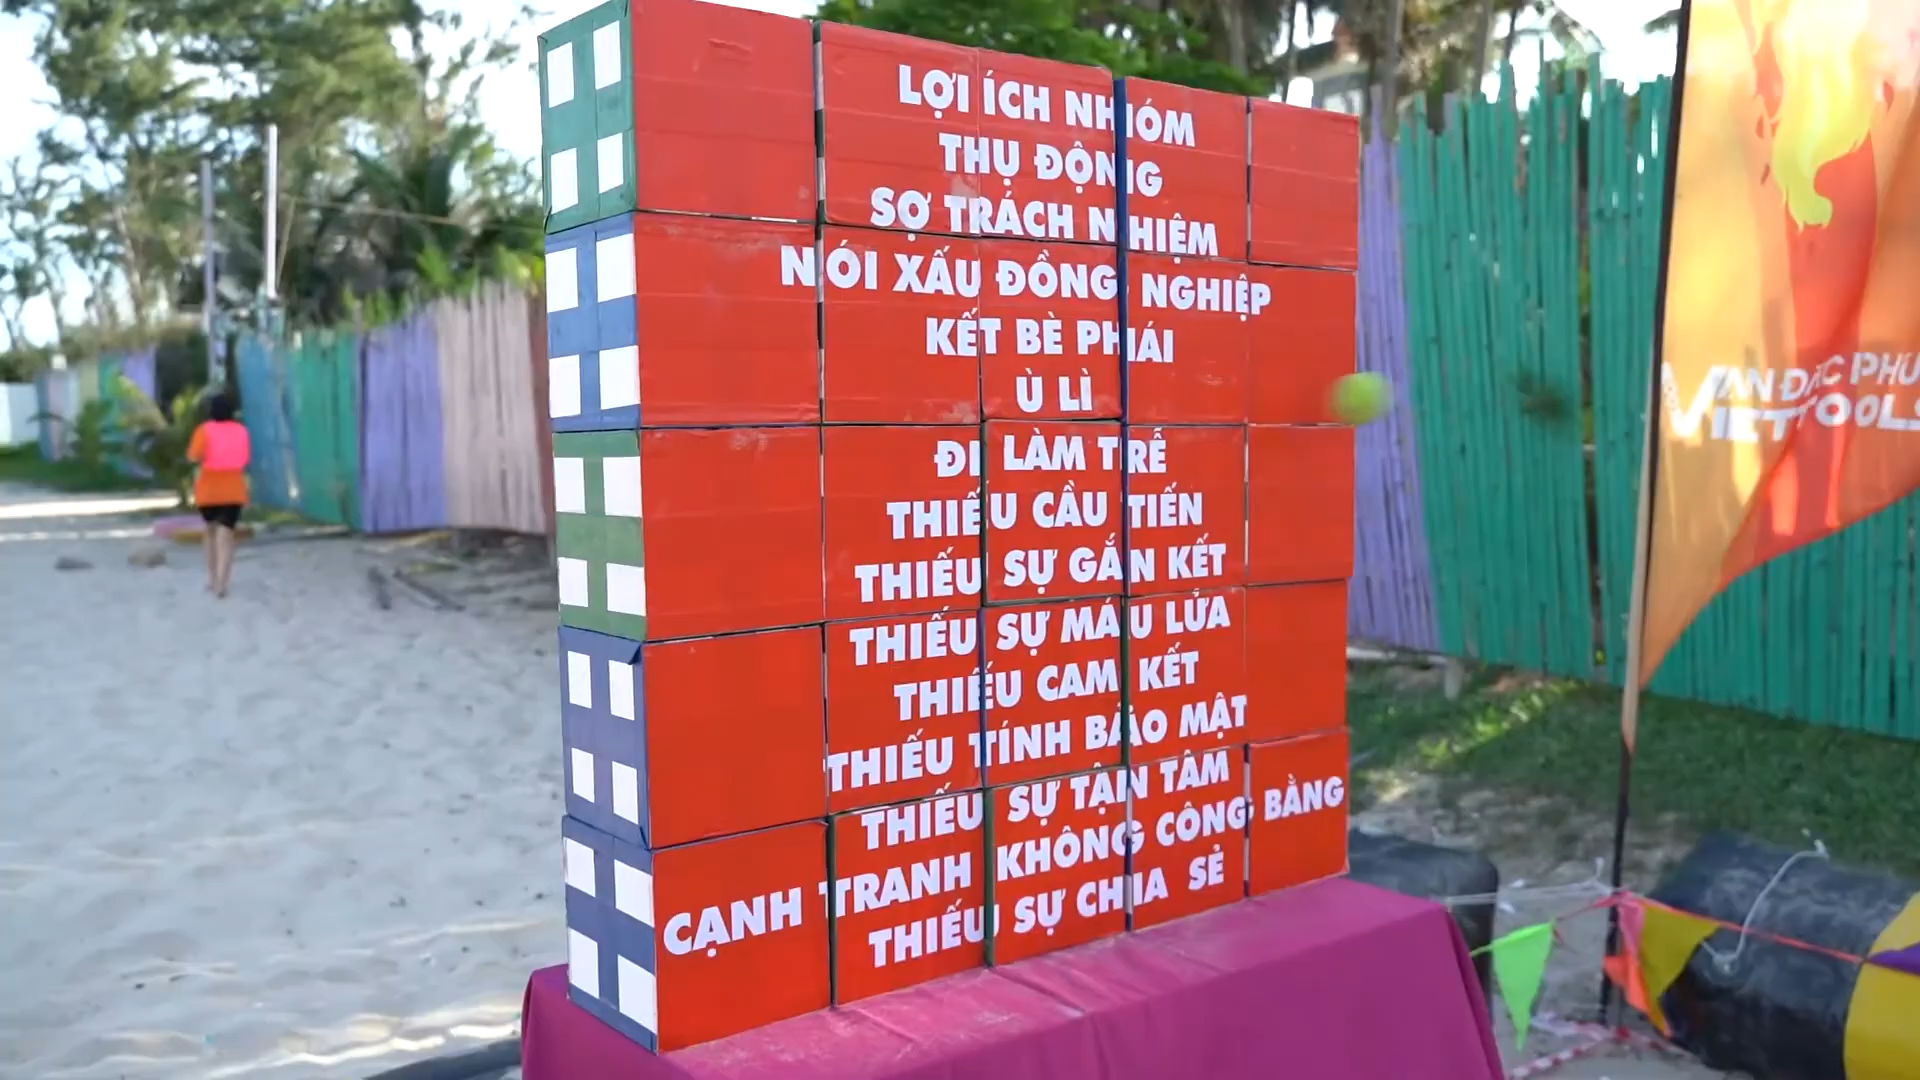 LỢI ÍCH NHÓM
THỤ ĐỘNG
SỢ TRÁCH NHIỆM
NÓI XẤU ĐỒNG NGHIỆP
KẾT BÈ PHÁI
Ù LÌ
ĐI LÀM TRỄ
THIẾU CẦU TIẾN
THIẾU SỰ GẮN KẾT
THIẾU SỰ MÁU LỬA
THIẾU CAM KẾT
THIẾU TÍNH BẢO MẬT
THIẾU SỰ TẬN TÂM
CẠNH TRANH KHÔNG CÔNG BẰNG
THIẾU SỰ CHIA SẺ
VIETTOOLS